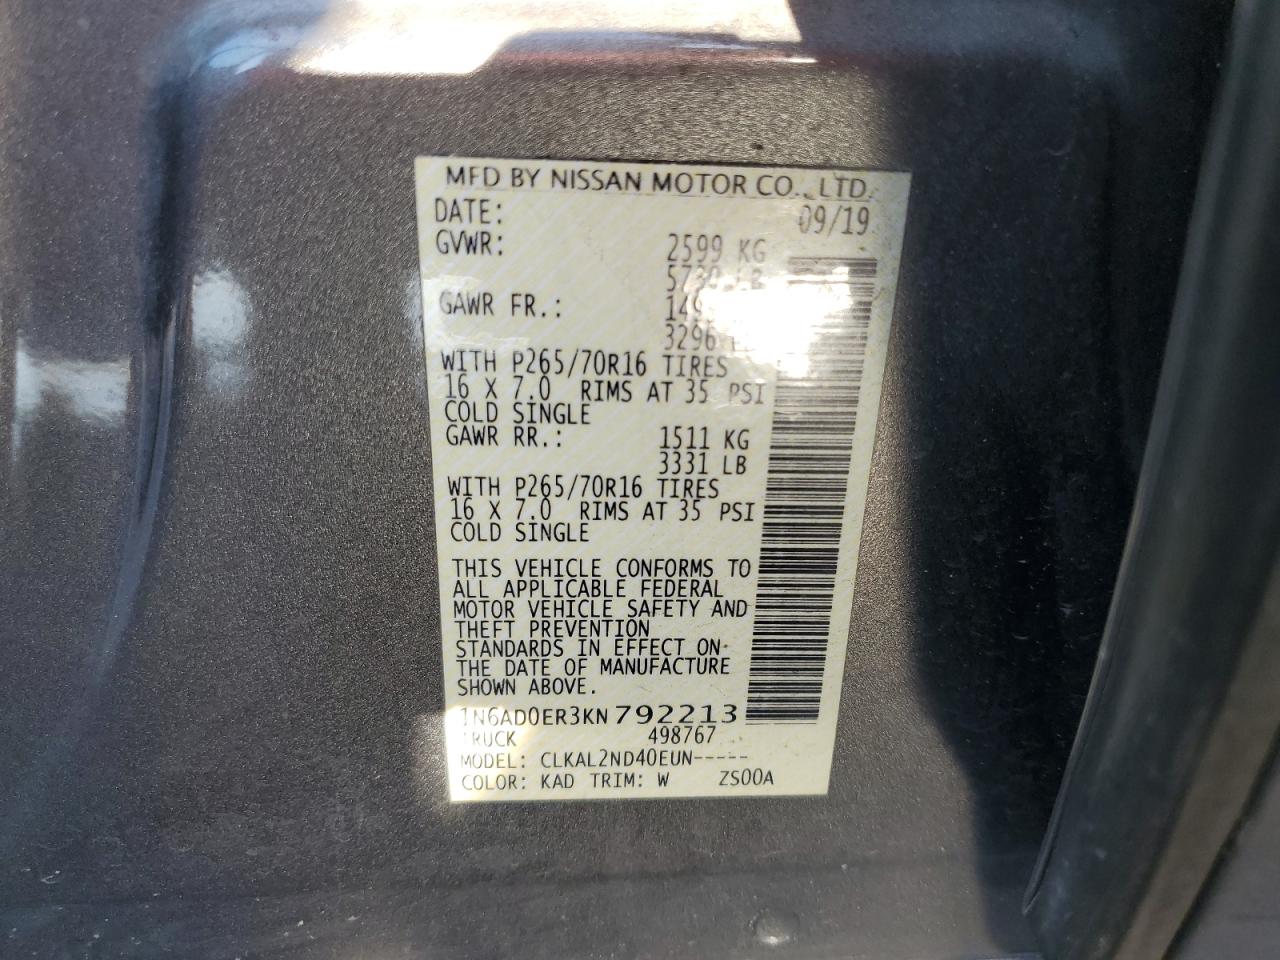 MFD BY NISSAN MOTOR CO., LTD.
DATE: 09/19
GVWR: 2599 KG
LB
GAWR FR.:
3296
WITH P265/70R16 TIRES
16 X 7.0 RIMS AT 35 PSI
COLD SINGLE
GAWR RR.: 1511 KG
3331 LB
WITH P265/70R16 TIRES
16 X 7.0 RIMS AT 35 PSI
COLD SINGLE
THIS VEHICLE CONFORMS TO
ALL APPLICABLE FEDERAL
MOTOR VEHICLE SAFETY AND
THEFT PREVENTION
STANDARDS IN EFFECT ON
THE DATE OF MANUFACTURE
SHOWN ABOVE.
1N6AD0ER3KN792213
TRUCK 498767
MODEL: CLKAL2ND40EUN-----
COLOR: KAD TRIM: W ZS00A